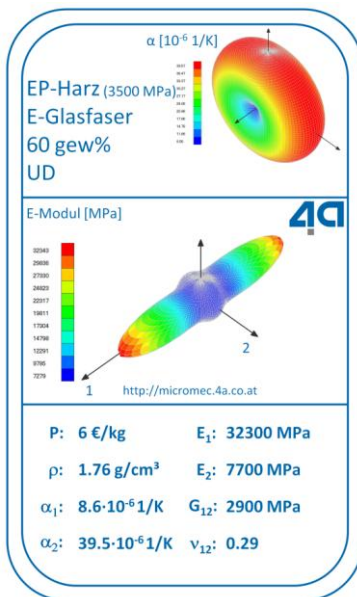 α [10⁻⁶ 1/K]
EP-Harz (3500 MPa)
E-Glasfaser
60 gew%
UD
E-Modul [MPa]
4a
32343
29836
27330
24823
22317
19811
17304
14798
12291
9785
7279
1
2
http://micromec.4a.co.at
P: 6 €/kg E₁: 32300 MPa
ρ: 1.76 g/cm³ E₂: 7700 MPa
α₁: 8.6·10⁻⁶ 1/K G₁₂: 2900 MPa
α₂: 39.5·10⁻⁶ 1/K ν₁₂: 0.29